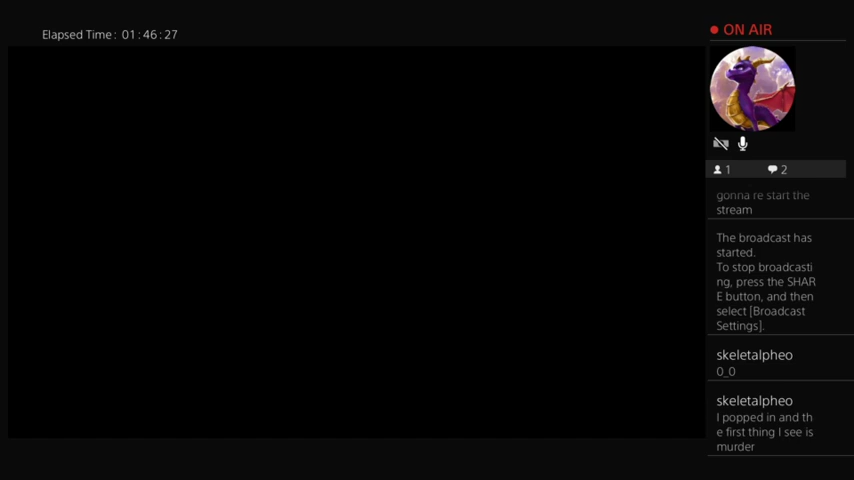 Elapsed Time: 01:46:27
ON AIR
1 2
gonna re start the
stream
The broadcast has
started.
To stop broadcasti
ng, press the SHAR
E button, and then
select [Broadcast
Settings].
skeletalpheo
0_0
skeletalpheo
I popped in and th
e first thing I see is
murder